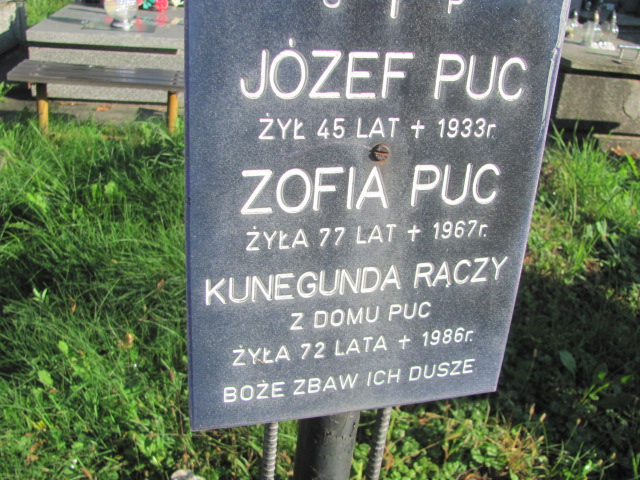 Ś † P
JÓZEF PUC
ŻYŁ 45 LAT + 1933r
ZOFIA PUC
ŻYŁA 77 LAT + 1967r.
KUNEGUNDA RĄCZY
Z DOMU PUC
ŻYŁA 72 LATA + 1986r.
BOŻE ZBAW ICH DUSZE